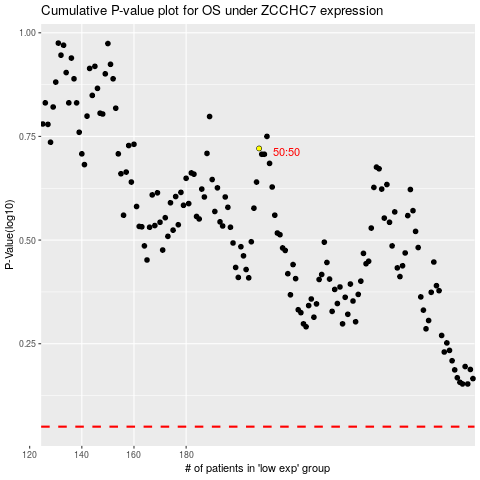 Cumulative P-value plot for OS under ZCCHC7 expression
P-Value(log10)
1.00
0.75
0.50
0.25
50:50
120 140 160 180
# of patients in 'low exp' group